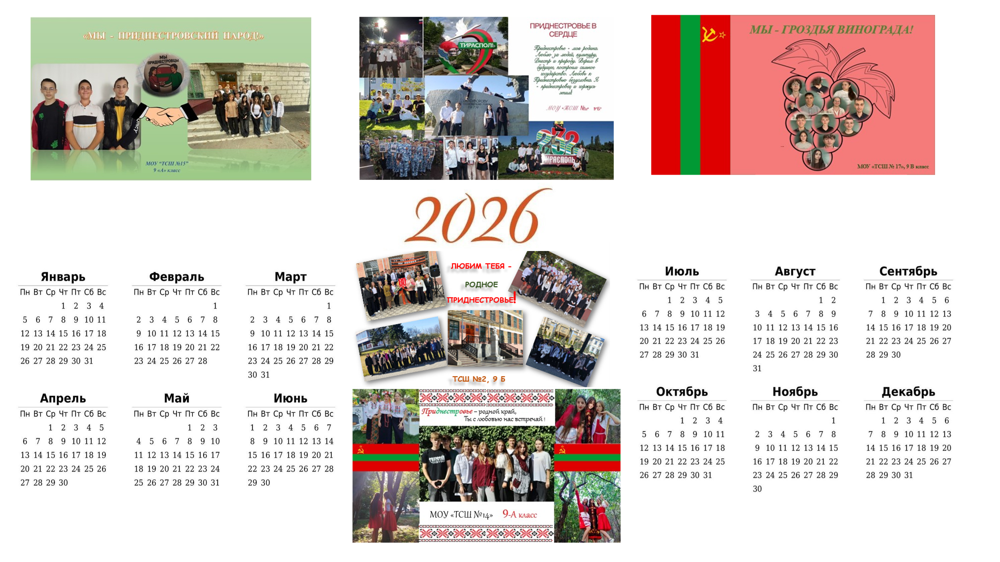 «МЫ - ПРИДНЕСТРОВСКИЙ НАРОД!»
МЫ
ПРИДНЕСТРОВЦЫ
МОУ “ТСШ №15”
9 «А» класс
ТИРАСПОЛЬ
СУВОРОВУ
ОСНОВАТЕЛЮ ГОРОДА
232
ТИРАСПОЛЬ
ПРИДНЕСТРОВЬЕ В
СЕРДЦЕ
Приднестровье - моя родина.
Люблю за людей, культуру,
Днестр и природу. Верим в
будущее, построим сильное
государство. Любовь к
Приднестровью безусловна. Я
- приднестровец и горжусь
этим!
МОУ «ТСШ 9"Б"
МЫ - ГРОЗДЬЯ ВИНОГРАДА!
МОУ «ТСШ № 17», 9 В класс
2026
Январь
Пн Вт Ср Чт Пт Сб Вс
1 2 3 4
5 6 7 8 9 10 11
12 13 14 15 16 17 18
19 20 21 22 23 24 25
26 27 28 29 30 31
Февраль
Пн Вт Ср Чт Пт Сб Вс
1
2 3 4 5 6 7 8
9 10 11 12 13 14 15
16 17 18 19 20 21 22
23 24 25 26 27 28
Март
Пн Вт Ср Чт Пт Сб Вс
1
2 3 4 5 6 7 8
9 10 11 12 13 14 15
16 17 18 19 20 21 22
23 24 25 26 27 28 29
30 31
Апрель
Пн Вт Ср Чт Пт Сб Вс
1 2 3 4 5
6 7 8 9 10 11 12
13 14 15 16 17 18 19
20 21 22 23 24 25 26
27 28 29 30
Май
Пн Вт Ср Чт Пт Сб Вс
1 2 3
4 5 6 7 8 9 10
11 12 13 14 15 16 17
18 19 20 21 22 23 24
25 26 27 28 29 30 31
Июнь
Пн Вт Ср Чт Пт Сб Вс
1 2 3 4 5 6 7
8 9 10 11 12 13 14
15 16 17 18 19 20 21
22 23 24 25 26 27 28
29 30
ЛЮБИМ ТЕБЯ -
РОДНОЕ
ПРИДНЕСТРОВЬЕ!
80
ТСШ №2, 9 Б
Приднестровье – родной край,
Ты с любовью нас встречай !
МОУ «ТСШ №14» 9-А класс
Июль
Пн Вт Ср Чт Пт Сб Вс
1 2 3 4 5
6 7 8 9 10 11 12
13 14 15 16 17 18 19
20 21 22 23 24 25 26
27 28 29 30 31
Август
Пн Вт Ср Чт Пт Сб Вс
1 2
3 4 5 6 7 8 9
10 11 12 13 14 15 16
17 18 19 20 21 22 23
24 25 26 27 28 29 30
31
Сентябрь
Пн Вт Ср Чт Пт Сб Вс
1 2 3 4 5 6
7 8 9 10 11 12 13
14 15 16 17 18 19 20
21 22 23 24 25 26 27
28 29 30
Октябрь
Пн Вт Ср Чт Пт Сб Вс
1 2 3 4
5 6 7 8 9 10 11
12 13 14 15 16 17 18
19 20 21 22 23 24 25
26 27 28 29 30 31
Ноябрь
Пн Вт Ср Чт Пт Сб Вс
1
2 3 4 5 6 7 8
9 10 11 12 13 14 15
16 17 18 19 20 21 22
23 24 25 26 27 28 29
30
Декабрь
Пн Вт Ср Чт Пт Сб Вс
1 2 3 4 5 6
7 8 9 10 11 12 13
14 15 16 17 18 19 20
21 22 23 24 25 26 27
28 29 30 31